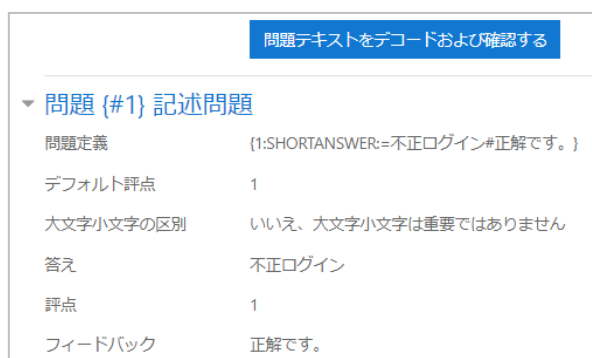 問題テキストをデコードおよび確認する
問題 {#1} 記述問題
問題定義 {1:SHORTANSWER:=不正ログイン#正解です。}
デフォルト評点 1
大文字小文字の区別 いいえ、大文字小文字は重要ではありません
答え 不正ログイン
評点 1
フィードバック 正解です。